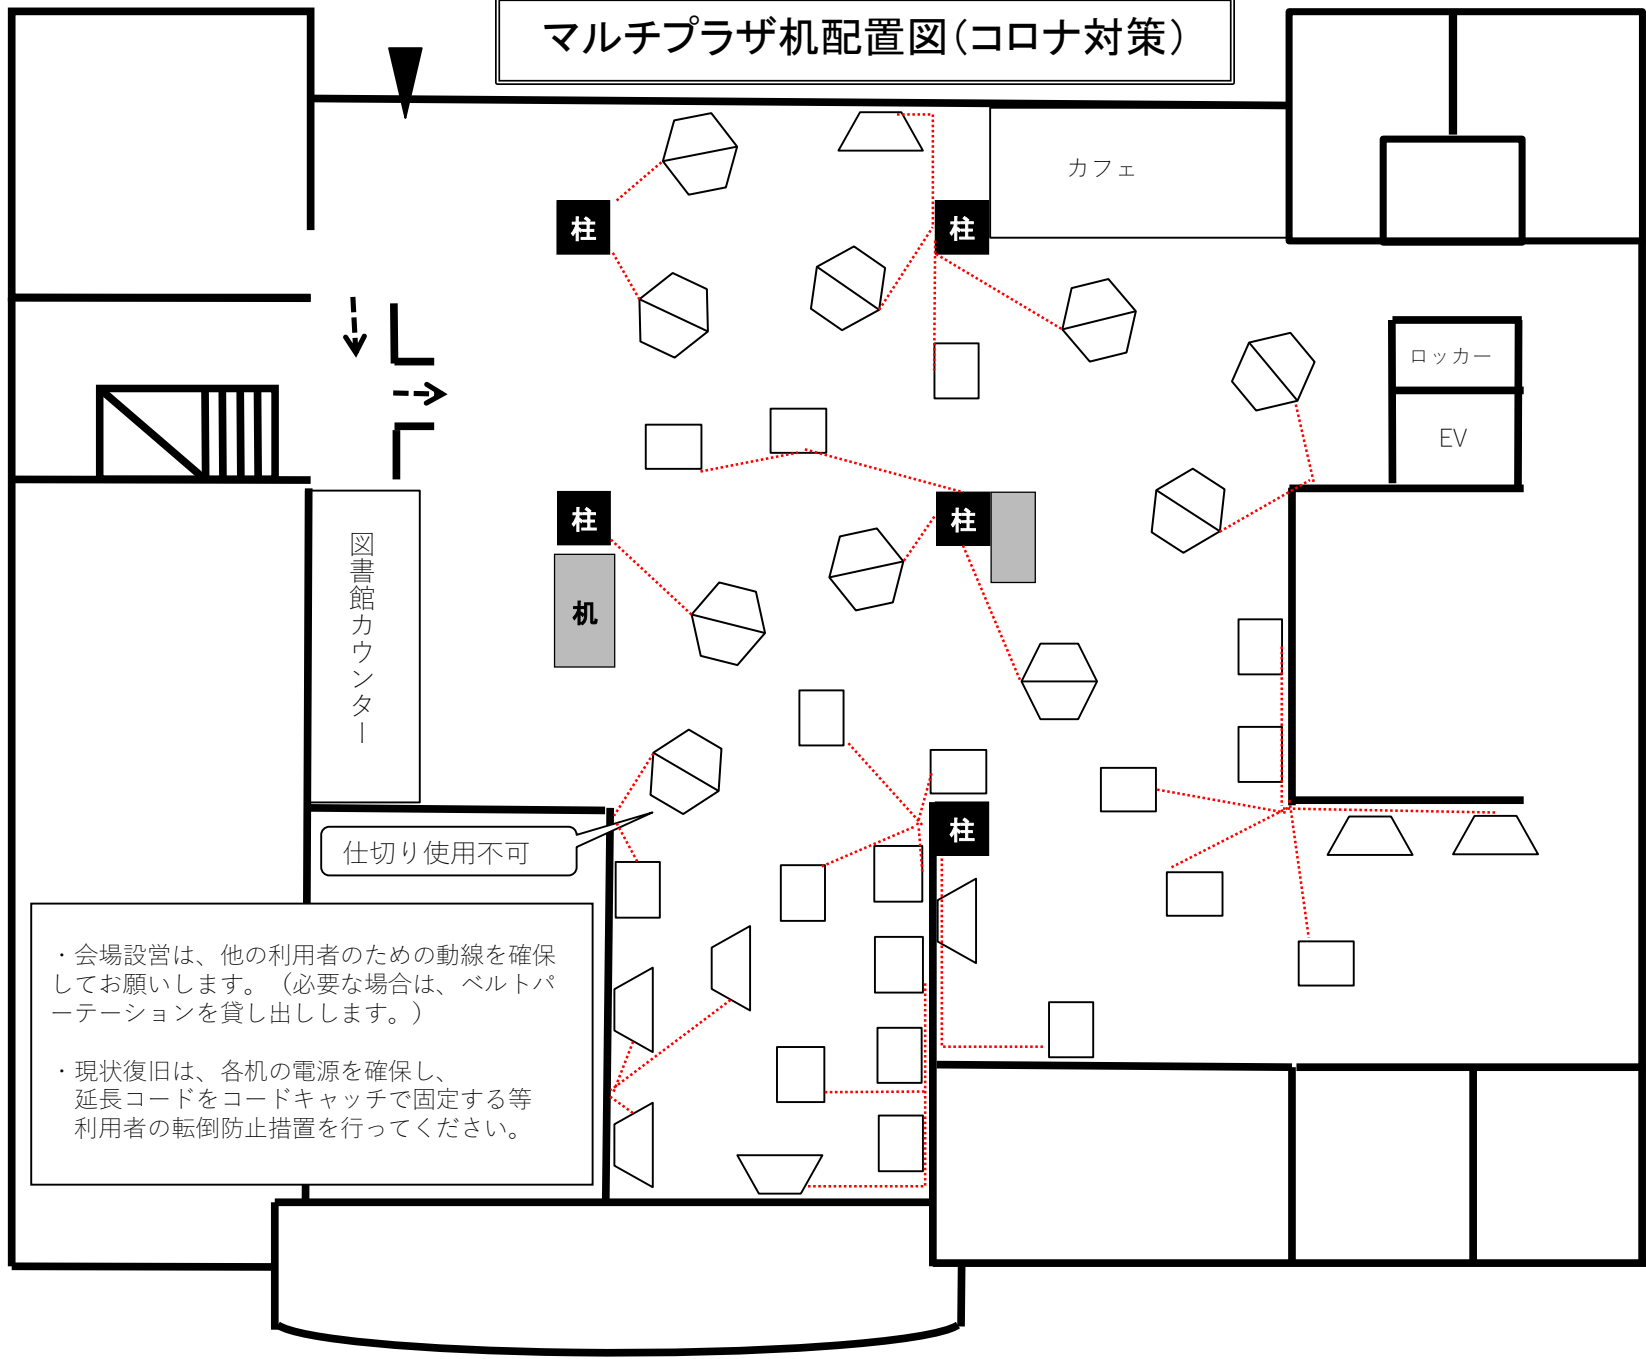 マルチプラザ机配置図(コロナ対策)
カフェ
柱
柱
ロッカー
EV
柱
柱
図書館カウンター
机
柱
仕切り使用不可
・会場設営は、他の利用者のための動線を確保
してお願いします。（必要な場合は、ベルトパ
ーテーションを貸し出しします。）
・現状復旧は、各机の電源を確保し、
延長コードをコードキャッチで固定する等
利用者の転倒防止措置を行ってください。